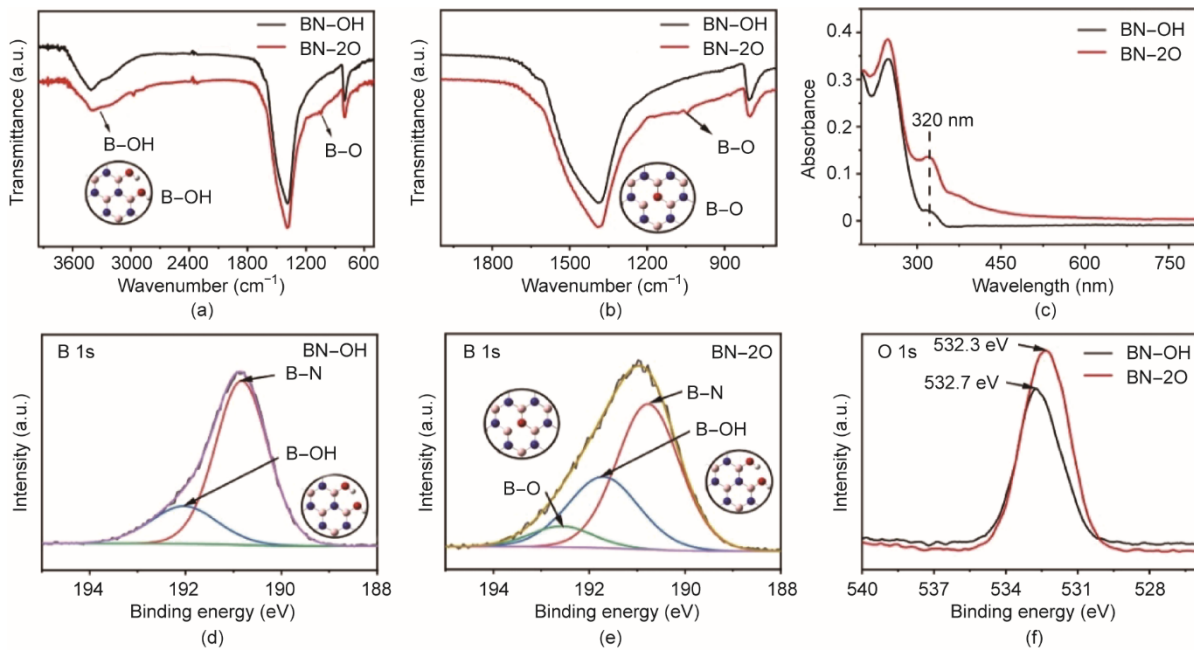 Transmittance (a.u.)
BN–OH
BN–2O
B–OH
B–O
B–OH
3600 3000 2400 1800 1200 600
Wavenumber (cm−1)
(a)
Transmittance (a.u.)
BN–OH
BN–2O
B–O
B–O
1800 1500 1200 900
Wavenumber (cm−1)
(b)
Absorbance
0.4
0.3
0.2
0.1
0
BN–OH
BN–2O
320 nm
300 450 600 750
Wavelength (nm)
(c)
Intensity (a.u.)
B 1s
BN–OH
B–N
B–OH
194 192 190 188
Binding energy (eV)
(d)
Intensity (a.u.)
B 1s
BN–2O
B–N
B–OH
B–O
194 192 190 188
Binding energy (eV)
(e)
Intensity (a.u.)
O 1s
532.3 eV
532.7 eV
BN–OH
BN–2O
540 537 534 531 528
Binding energy (eV)
(f)